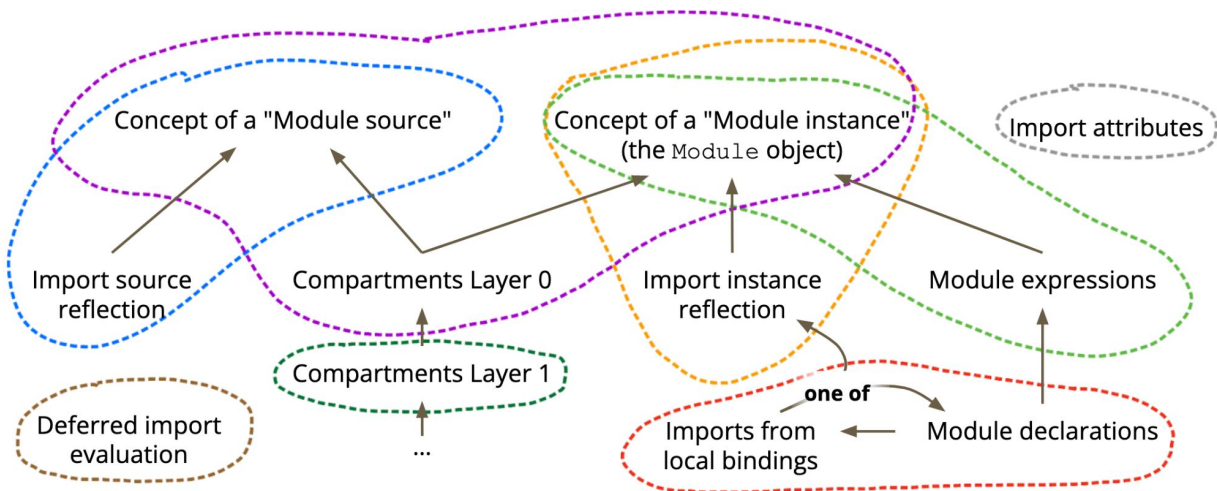 Concept of a "Module source"
Concept of a "Module instance"
(the Module object)
Import attributes
Import source
reflection
Compartments Layer 0
Import instance
reflection
Module expressions
Compartments Layer 1
one of
Deferred import
evaluation
...
Imports from
local bindings
Module declarations